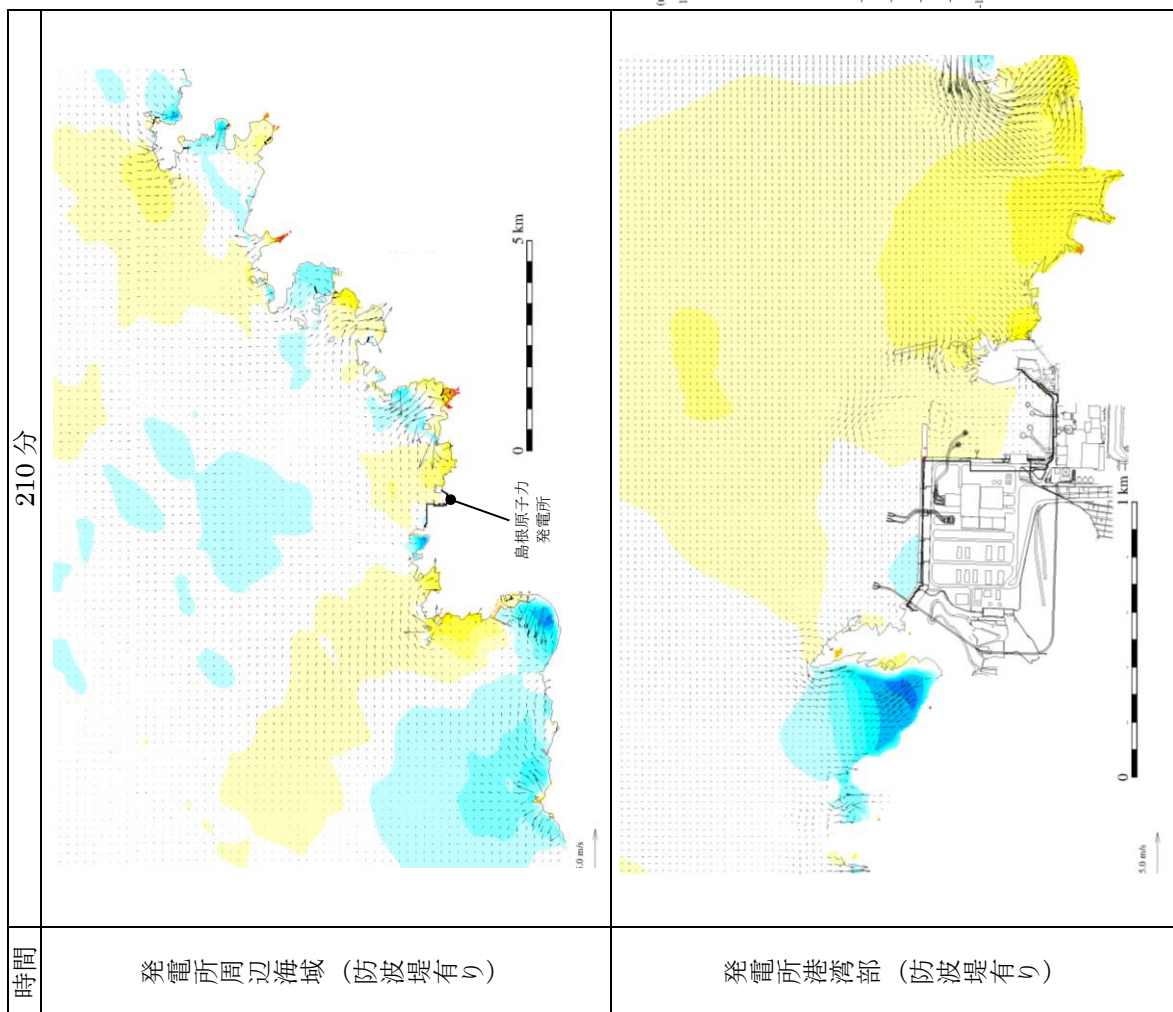 時間
210 分
発電所周辺海域（防波堤有り）
島根原子力
発電所
0
5 km
5.0 m/s
発電所港湾部（防波堤有り）
0
1 km
5.0 m/s